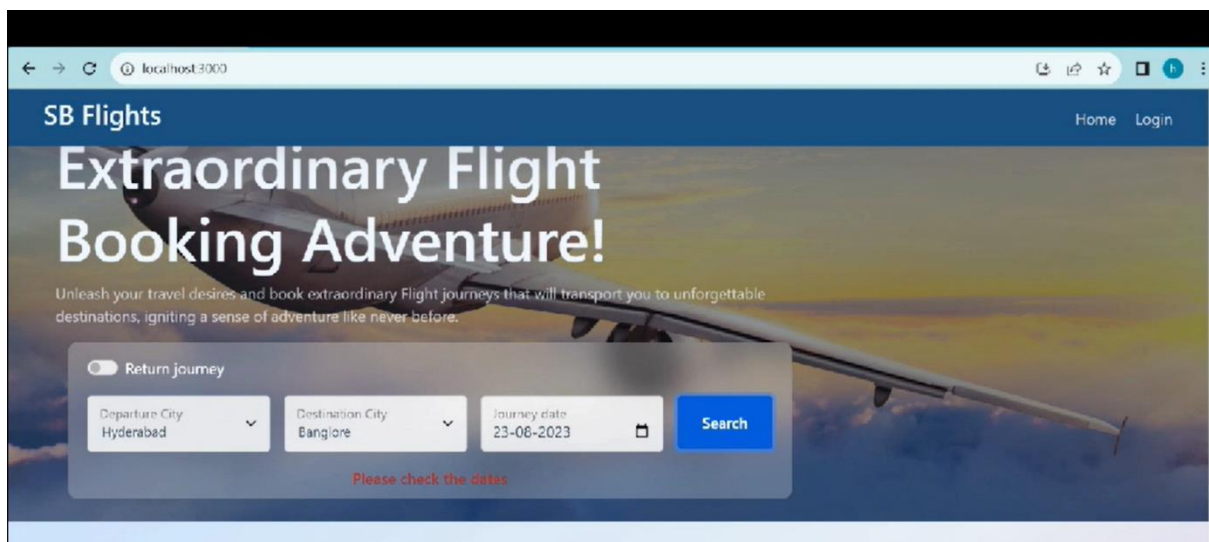 localhost:3000
SB Flights
Home Login
Extraordinary Flight
Booking Adventure!
Unleash your travel desires and book extraordinary Flight journeys that will transport you to unforgettable
destinations, igniting a sense of adventure like never before.
Return journey
Departure City
Hyderabad
Destination City
Banglore
Journey date
23-08-2023
Search
Please check the dates
h